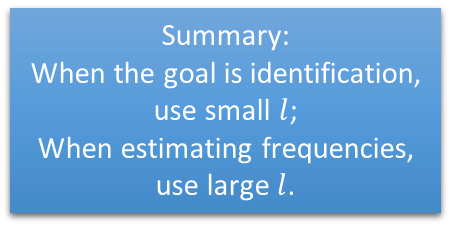 Summary:
When the goal is identification,
use small l;
When estimating frequencies,
use large l.